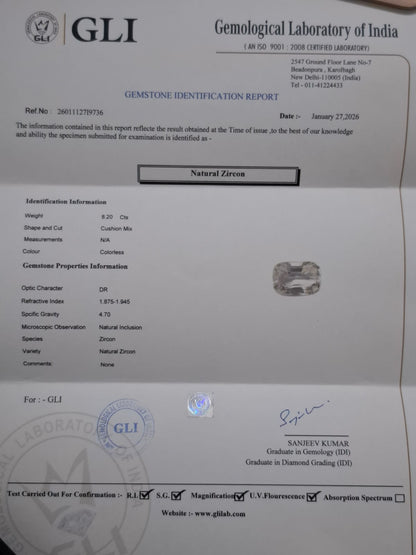 GLI
GLI
Gemological Laboratory of India
( AN ISO 9001 : 2008 CERTIFIED LABORATORY)
2547 Ground Floor Lane No-7
Beadonpura, Karolbagh
New Delhi-110005 (India)
Tel - 011-41224433
GEMSTONE IDENTIFICATION REPORT
Ref.No : 26011127I9736
Date :- January 27,2026
The information contained in this report reflecte the result obtained at the Time of issue ,to the best of our knowledge
and ability the specimen submitted for examination is identified as -
Natural Zircon
Identification Information
Weight 8.20 Cts
Shape and Cut Cushion Mix
Measurements N/A
Colour Colorless
Gemstone Properties Information
Optic Character DR
Refractive Index 1.875-1.945
Spcific Gravity 4.70
Microscopic Observation Natural Inclusion
Species Zircon
Variety Natural Zircon
Comments: None
For : - GLI
GLI
SANJEEV KUMAR
Graduate in Gemology (IDI)
Graduate in Diamond Grading (IDI)
GLI
Test Carried Out For Confirmation :- R.I. S.G. Magnification U.V.Flourescence Absorption Spectrum
Website :- www.glilab.com